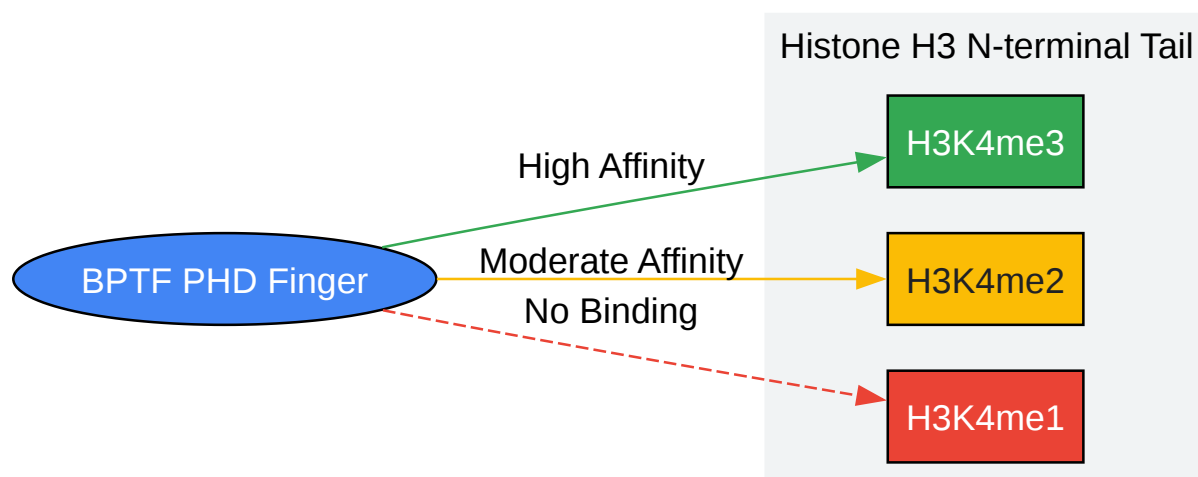 Histone H3 N-terminal Tail
H3K4me3
High Affinity
BPTF PHD Finger
Moderate Affinity
H3K4me2
No Binding
H3K4me1